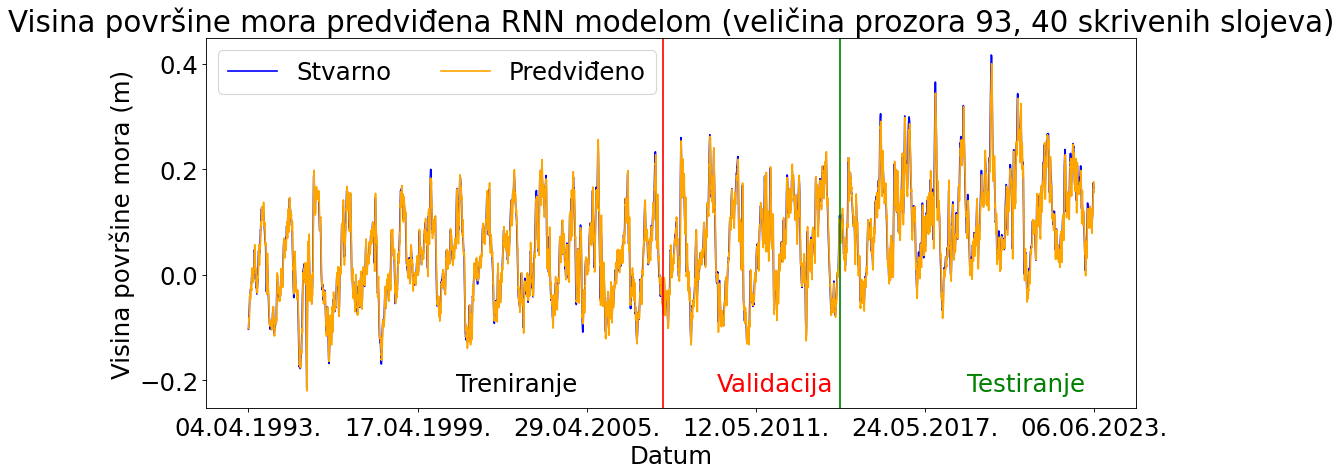 Visina površine mora predviđena RNN modelom (veličina prozora 93, 40 skrivenih slojeva)
Stvarno Predviđeno
Visina površine mora (m)
0.4
0.2
0.0
−0.2
Treniranje Validacija Testiranje
04.04.1993. 17.04.1999. 29.04.2005. 12.05.2011. 24.05.2017. 06.06.2023.
Datum